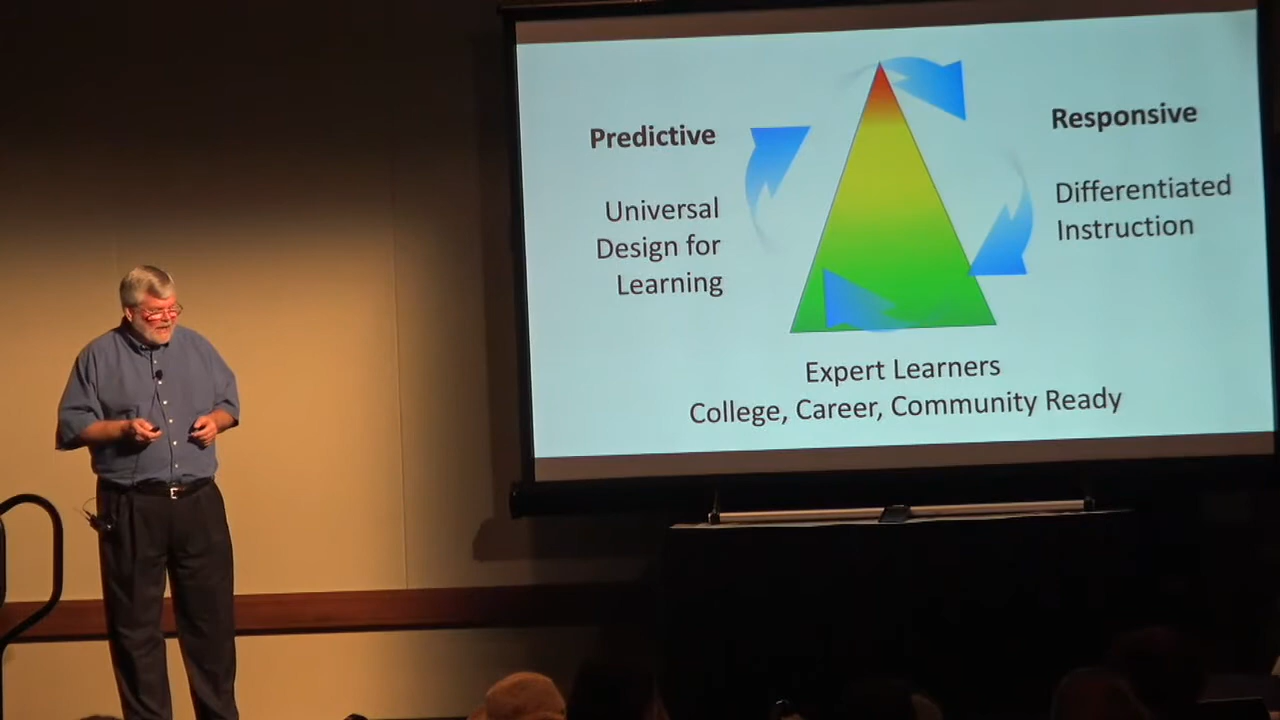 Predictive
Universal
Design for
Learning
Responsive
Differentiated
Instruction
Expert Learners
College, Career, Community Ready